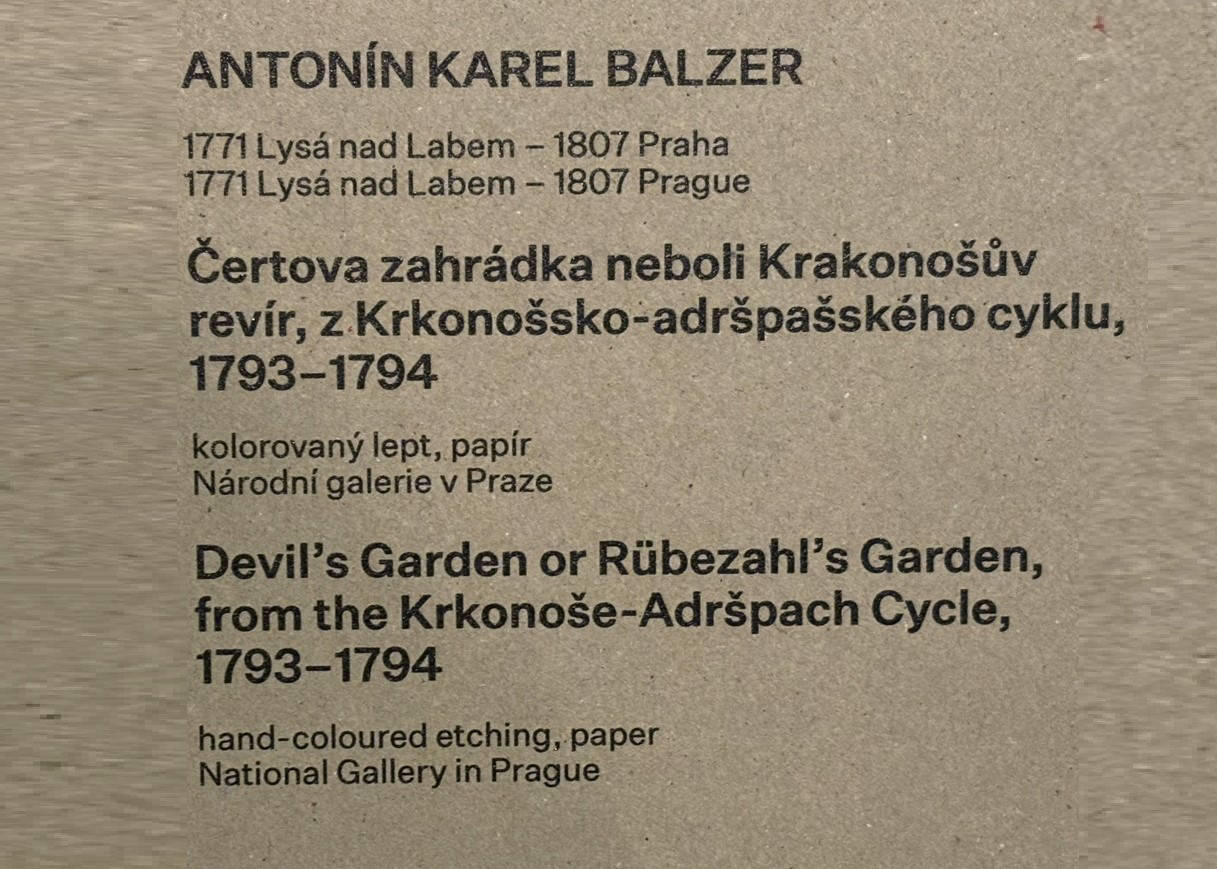 ANTONÍN KAREL BALZER
1771 Lysá nad Labem – 1807 Praha
1771 Lysá nad Labem – 1807 Prague
Čertova zahrádka neboli Krakonošův
revír, z Krkonošsko-adršpašského cyklu,
1793–1794
kolorovaný lept, papír
Národní galerie v Praze
Devil’s Garden or Rübezahl’s Garden,
from the Krkonoše-Adršpach Cycle,
1793–1794
hand-coloured etching, paper
National Gallery in Prague